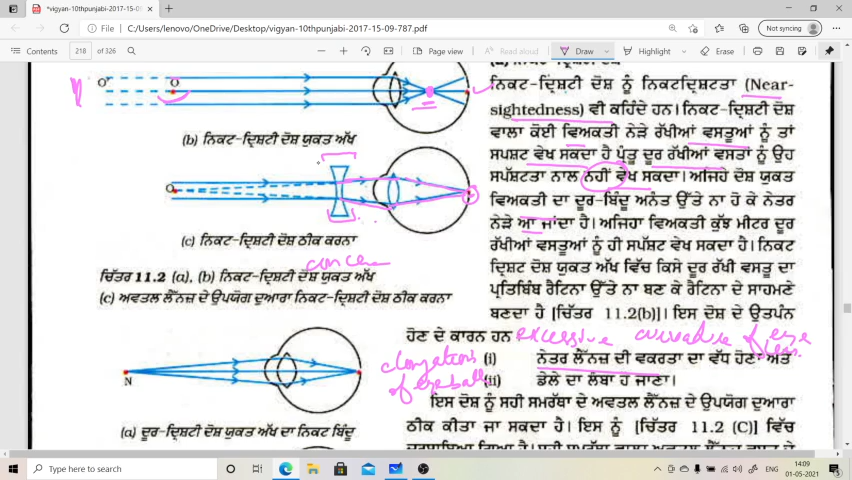 *vigyan-10thpunjabi-2017-15-09
File | C:/Users/lenovo/OneDrive/Desktop/vigyan-10thpunjabi-2017-15-09-787.pdf
Not syncing
Contents 218 of 326 Page view Read aloud Draw Highlight Erase
O' O
(b) ਨਿਕਟ-ਦ੍ਰਿਸ਼ਟੀ ਦੋਸ਼ ਯੁਕਤ ਅੱਖ
O
(c) ਨਿਕਟ-ਦ੍ਰਿਸ਼ਟੀ ਦੋਸ਼ ਠੀਕ ਕਰਨਾ
ਚਿੱਤਰ 11.2 (a), (b) ਨਿਕਟ-ਦ੍ਰਿਸ਼ਟੀ ਦੋਸ਼ ਯੁਕਤ ਅੱਖ
(c) ਅਵਤਲ ਲੈੱਨਜ਼ ਦੇ ਉਪਯੋਗ ਦੁਆਰਾ ਨਿਕਟ-ਦ੍ਰਿਸ਼ਟੀ ਦੋਸ਼ ਠੀਕ ਕਰਨਾ
N
(a) ਦੂਰ-ਦ੍ਰਿਸ਼ਟੀ ਦੋਸ਼ ਯੁਕਤ ਅੱਖ ਦਾ ਨਿਕਟ ਬਿੰਦੂ
ਨਿਕਟ-ਦ੍ਰਿਸ਼ਟੀ ਦੋਸ਼ ਨੂੰ ਨਿਕਟਦ੍ਰਿਸ਼ਟਤਾ (Near-
sightedness) ਵੀ ਕਹਿੰਦੇ ਹਨ। ਨਿਕਟ-ਦ੍ਰਿਸ਼ਟੀ ਦੋਸ਼
ਵਾਲਾ ਕੋਈ ਵਿਅਕਤੀ ਨੇੜੇ ਰੱਖੀਆਂ ਵਸਤੂਆਂ ਨੂੰ ਤਾਂ
ਸਪਸ਼ਟ ਵੇਖ ਸਕਦਾ ਹੈ ਪ੍ਰੰਤੂ ਦੂਰ ਰੱਖੀਆਂ ਵਸਤਾਂ ਨੂੰ ਉਹ
ਸਪੱਸ਼ਟਤਾ ਨਾਲ ਨਹੀਂ ਵੇਖ ਸਕਦਾ। ਅਜਿਹੇ ਦੋਸ਼ ਯੁਕਤ
ਵਿਅਕਤੀ ਦਾ ਦੂਰ-ਬਿੰਦੂ ਅਨੰਤ ਉੱਤੇ ਨਾ ਹੋ ਕੇ ਨੇਤਰ
ਨੇੜੇ ਆ ਜਾਂਦਾ ਹੈ। ਅਜਿਹਾ ਵਿਅਕਤੀ ਕੁੱਝ ਮੀਟਰ ਦੂਰ
ਰੱਖੀਆਂ ਵਸਤੂਆਂ ਨੂੰ ਹੀ ਸਪੱਸ਼ਟ ਵੇਖ ਸਕਦਾ ਹੈ। ਨਿਕਟ
ਦ੍ਰਿਸ਼ਟ ਦੋਸ਼ ਯੁਕਤ ਅੱਖ ਵਿੱਚ ਕਿਸੇ ਦੂਰ ਰੱਖੀ ਵਸਤੂ ਦਾ
ਪ੍ਰਤਿਬਿੰਬ ਰੈਟਿਨਾ ਉੱਤੇ ਨਾ ਬਣ ਕੇ ਰੈਟਿਨਾ ਦੇ ਸਾਹਮਣੇ
ਬਣਦਾ ਹੈ [ਚਿੱਤਰ 11.2(b)]। ਇਸ ਦੋਸ਼ ਦੇ ਉਤਪੰਨ
ਹੋਣ ਦੇ ਕਾਰਨ ਹਨ excessive curvature of eye
lens.
elongations
of eyeball
(i) ਨੇਤਰ ਲੈੱਨਜ਼ ਦੀ ਵਕਰਤਾ ਦਾ ਵੱਧ ਹੋਣਾ ਅਤੇ
(ii) ਡੇਲੇ ਦਾ ਲੰਬਾ ਹੋ ਜਾਣਾ।
ਇਸ ਦੋਸ਼ ਨੂੰ ਸਹੀ ਸਮਰੱਥਾ ਦੇ ਅਵਤਲ ਲੈੱਨਜ਼ ਦੇ ਉਪਯੋਗ ਦੁਆਰਾ
ਠੀਕ ਕੀਤਾ ਜਾ ਸਕਦਾ ਹੈ। ਇਸ ਨੂੰ [ਚਿੱਤਰ 11.2 (C)] ਵਿੱਚ
Type here to search
ENG
14:09
01-05-2021